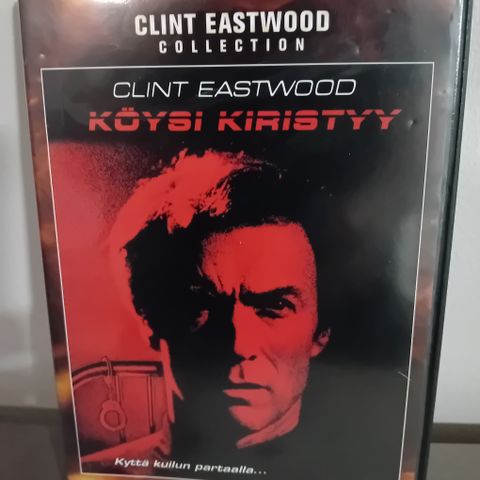 CLINT EASTWOOD
COLLECTION
CLINT EASTWOOD
KÖYSI KIRISTYY
Kyttä kuilun partaalla...